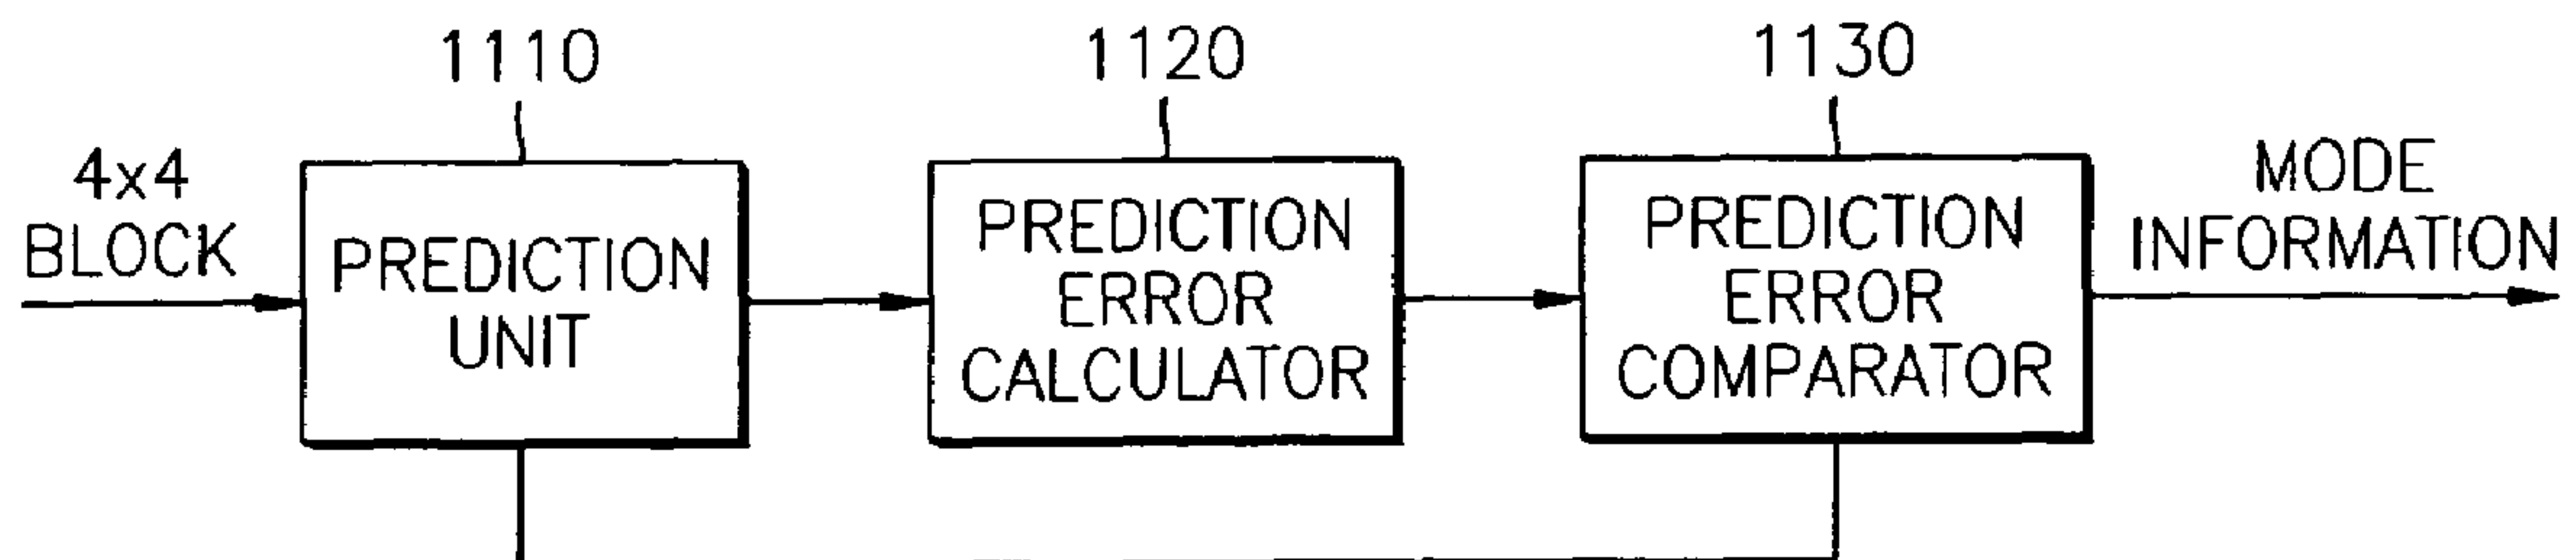 1110
1120
1130
4x4
BLOCK
PREDICTION
UNIT
PREDICTION
ERROR
CALCULATOR
PREDICTION
ERROR
COMPARATOR
MODE
INFORMATION